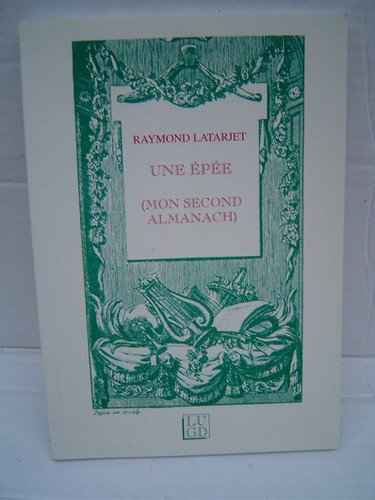 RAYMOND LATARJET
UNE ÉPÉE
(MON SECOND
ALMANACH)
LU
GD